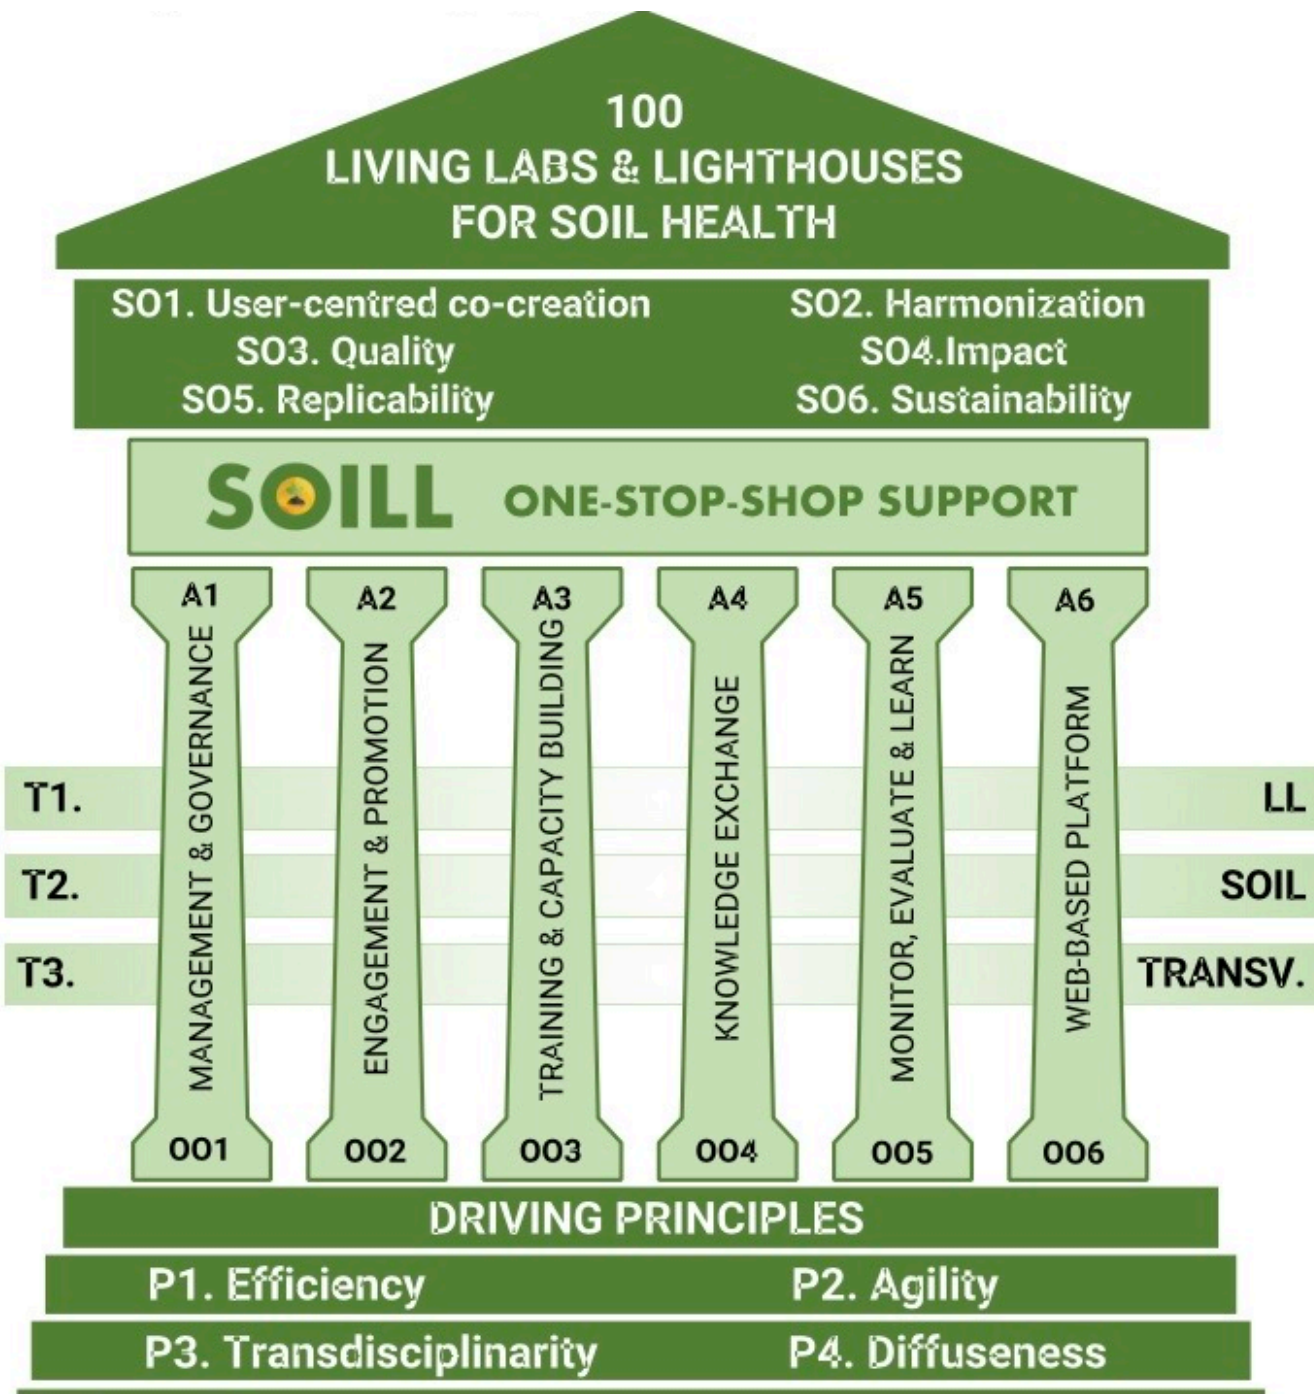 100
LIVING LABS & LIGHTHOUSES
FOR SOIL HEALTH
SO1. User-centred co-creation
SO2. Harmonization
SO3. Quality
SO4.Impact
SO5. Replicability
SO6. Sustainability
SOILL ONE-STOP-SHOP SUPPORT
A1
A2
A3
A4
A5
A6
MANAGEMENT & GOVERNANCE
ENGAGEMENT & PROMOTION
TRAINING & CAPACITY BUILDING
KNOWLEDGE EXCHANGE
MONITOR, EVALUATE & LEARN
WEB-BASED PLATFORM
T1.
LL
T2.
SOIL
T3.
TRANSV.
OO1
OO2
OO3
OO4
OO5
OO6
DRIVING PRINCIPLES
P1. Efficiency
P2. Agility
P3. Transdisciplinarity
P4. Diffuseness